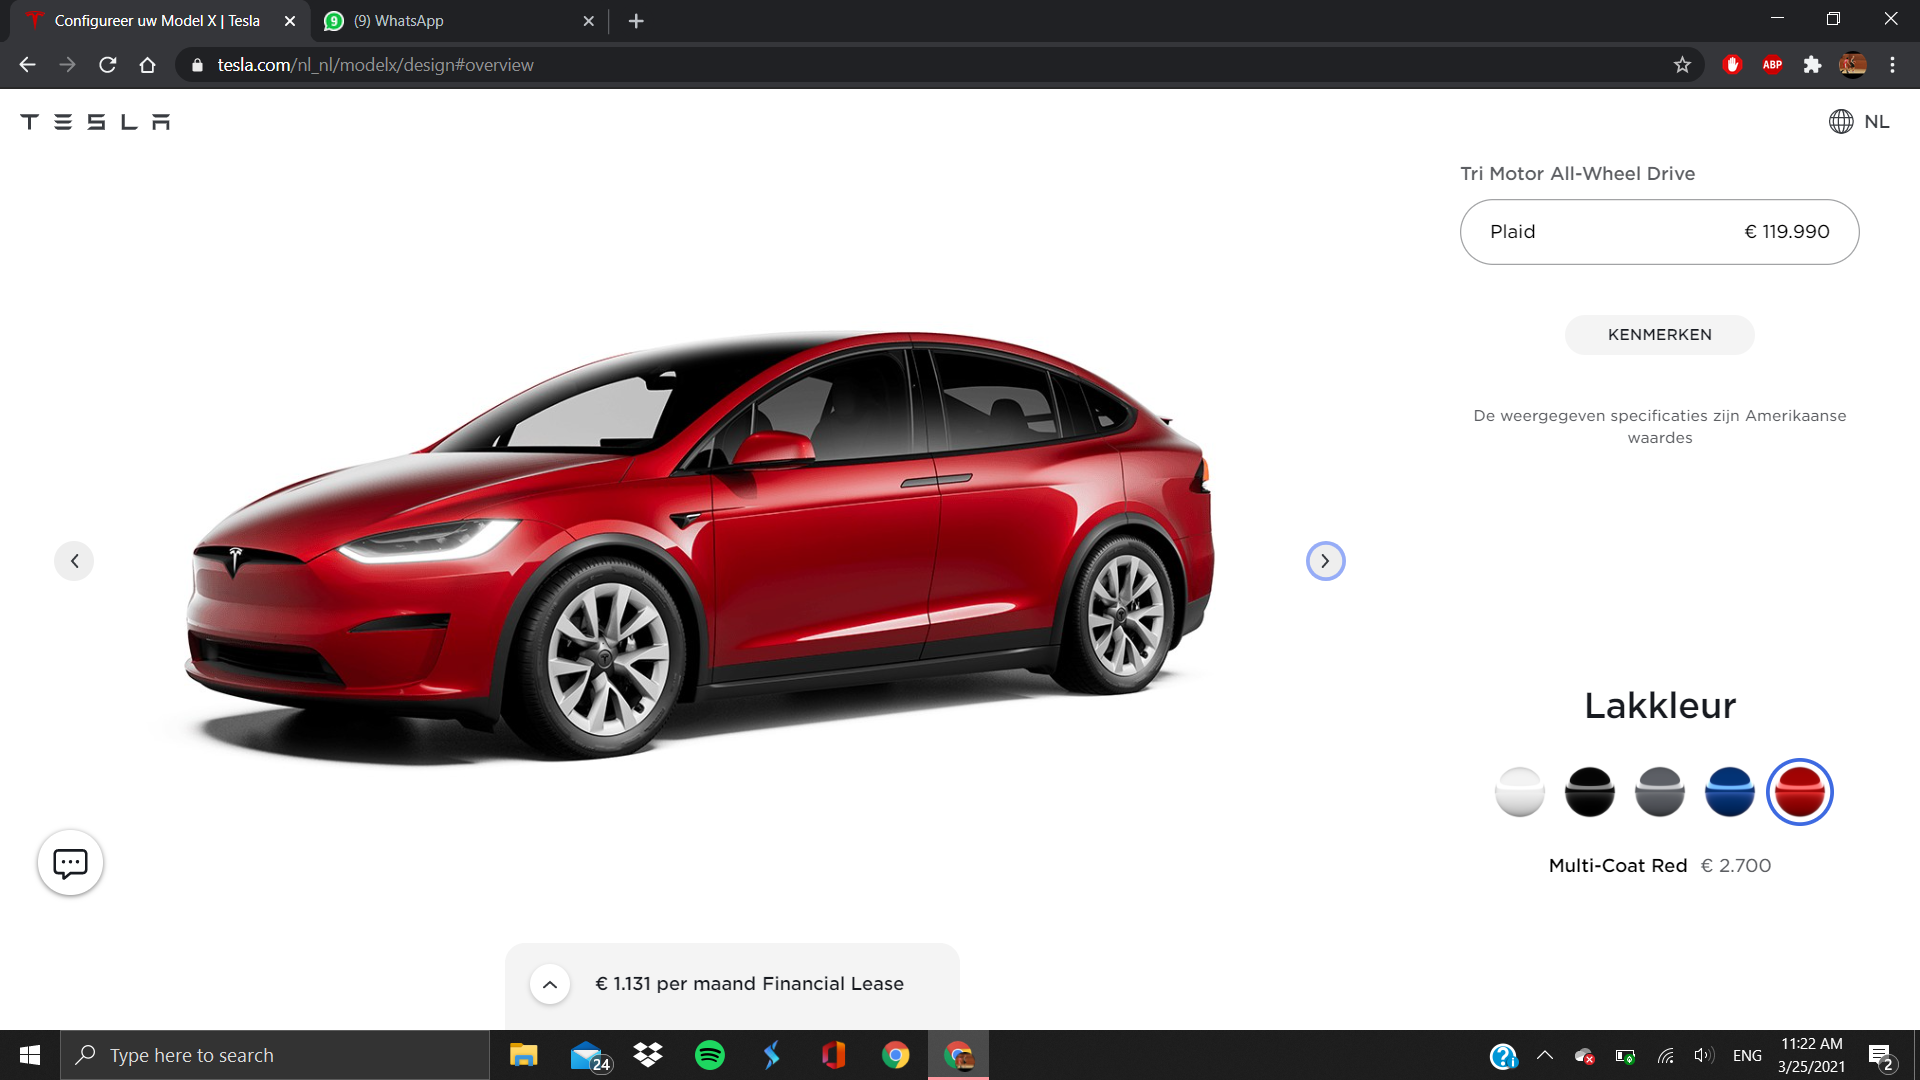 Configureer uw Model X | Tesla
9
(9) WhatsApp
tesla.com/nl_nl/modelx/design#overview
ABP
TESLA
NL
Tri Motor All-Wheel Drive
Plaid € 119.990
KENMERKEN
De weergegeven specificaties zijn Amerikaanse
waardes
Lakkleur
Multi-Coat Red € 2.700
€ 1.131 per maand Financial Lease
Type here to search
24
ENG
11:22 AM
3/25/2021
2